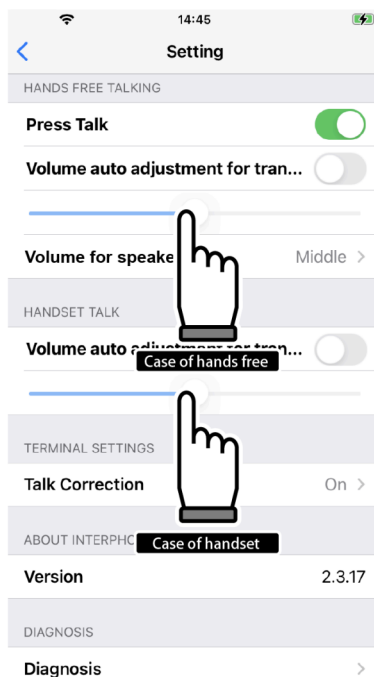 14:45
Setting
HANDS FREE TALKING
Press Talk
Volume auto adjustment for tran...
Volume for speake
Middle
HANDSET TALK
Volume auto adjustment for tran...
Case of hands free
TERMINAL SETTINGS
Talk Correction
On
ABOUT INTERPHO
Case of handset
Version
2.3.17
DIAGNOSIS
Diagnosis